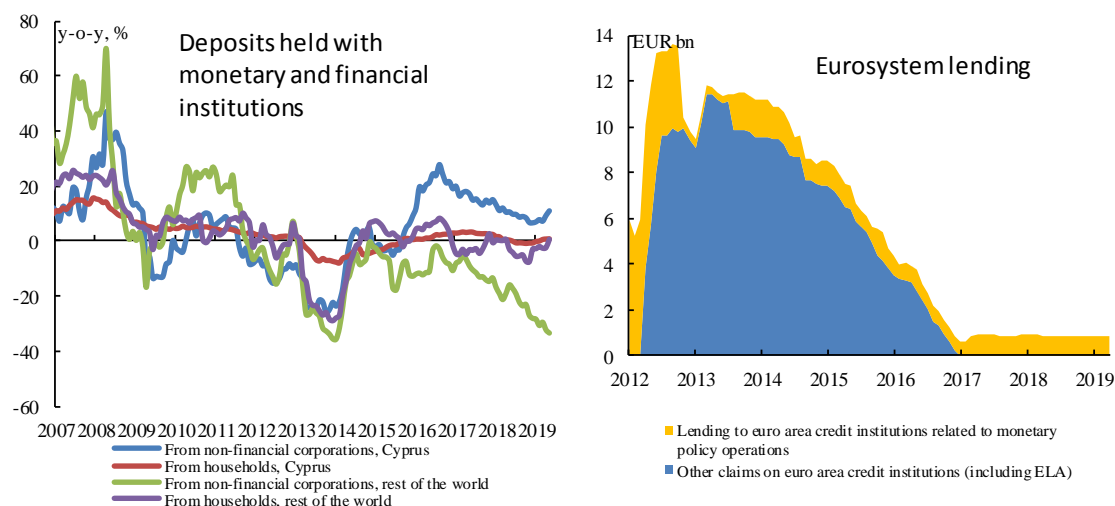 y-o-y, %
Deposits held with
monetary and financial
institutions
80
60
40
20
0
-20
-40
-60
2007 2008 2009 2010 2011 2012 2013 2014 2015 2016 2017 2018 2019
From non-financial corporations, Cyprus
From households, Cyprus
From non-financial corporations, rest of the world
From households, rest of the world
EUR bn
Eurosystem lending
14
12
10
8
6
4
2
0
2012 2013 2014 2015 2016 2017 2018 2019
Lending to euro area credit institutions related to monetary
policy operations
Other claims on euro area credit institutions (including ELA)